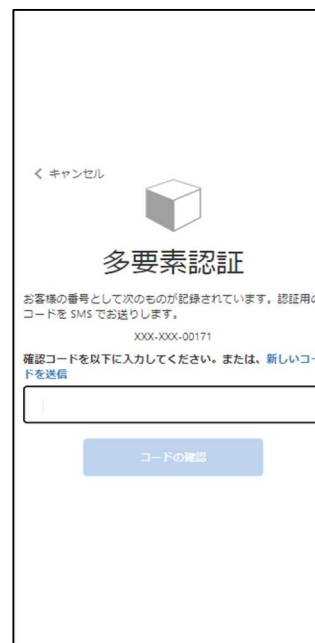 キャンセル
多要素認証
お客様の番号として次のものが記録されています。認証用の
コードを SMS でお送りします。
XXX-XXX-00171
確認コードを以下に入力してください。または、新しいコー
ドを送信
コードの確認